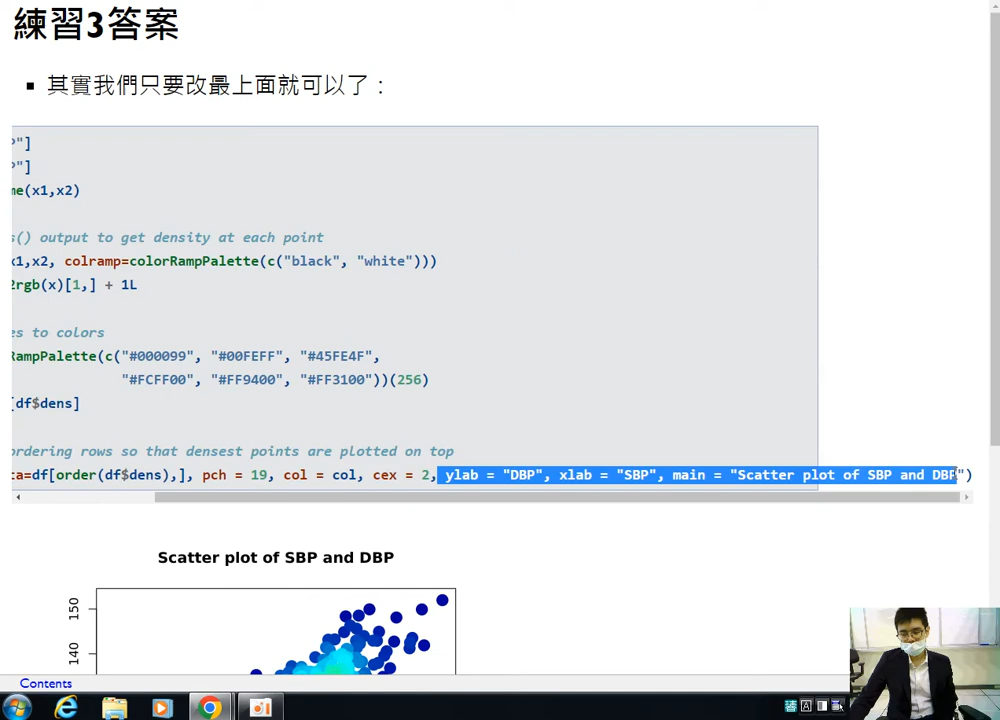 練習3答案
▪ 其實我們只要改最上面就可以了：
P"]
P"]
me(x1,x2)
s() output to get density at each point
x1,x2, colramp=colorRampPalette(c("black", "white")))
2rgb(x)[1,] + 1L
es to colors
RampPalette(c("#000099", "#00FEFF", "#45FE4F",
"#FCFF00", "#FF9400", "#FF3100"))(256)
[df$dens]
ordering rows so that densest points are plotted on top
ta=df[order(df$dens),], pch = 19, col = col, cex = 2, ylab = "DBP", xlab = "SBP", main = "Scatter plot of SBP and DBP")
Scatter plot of SBP and DBP
150
140
Contents